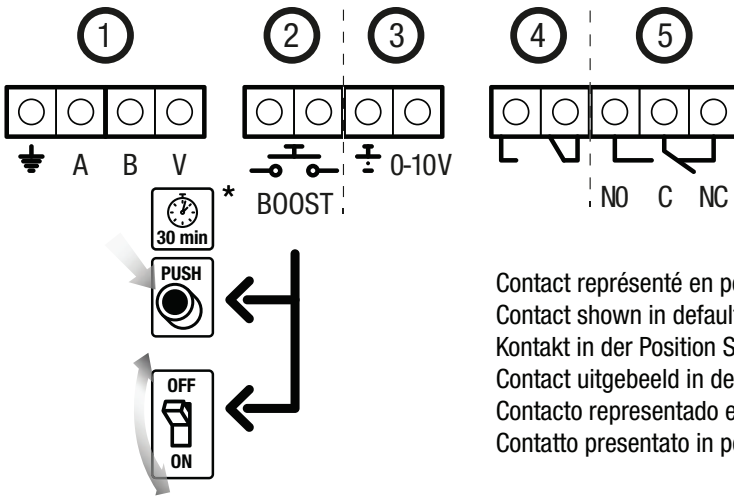 1 2 3 4 5
A B V
0-10V
BOOST
NO C NC
*
30 min
PUSH
OFF
ON
Contact représenté en po
Contact shown in default
Kontakt in der Position S
Contact uitgebeeld in de
Contacto representado e
Contatto presentato in po